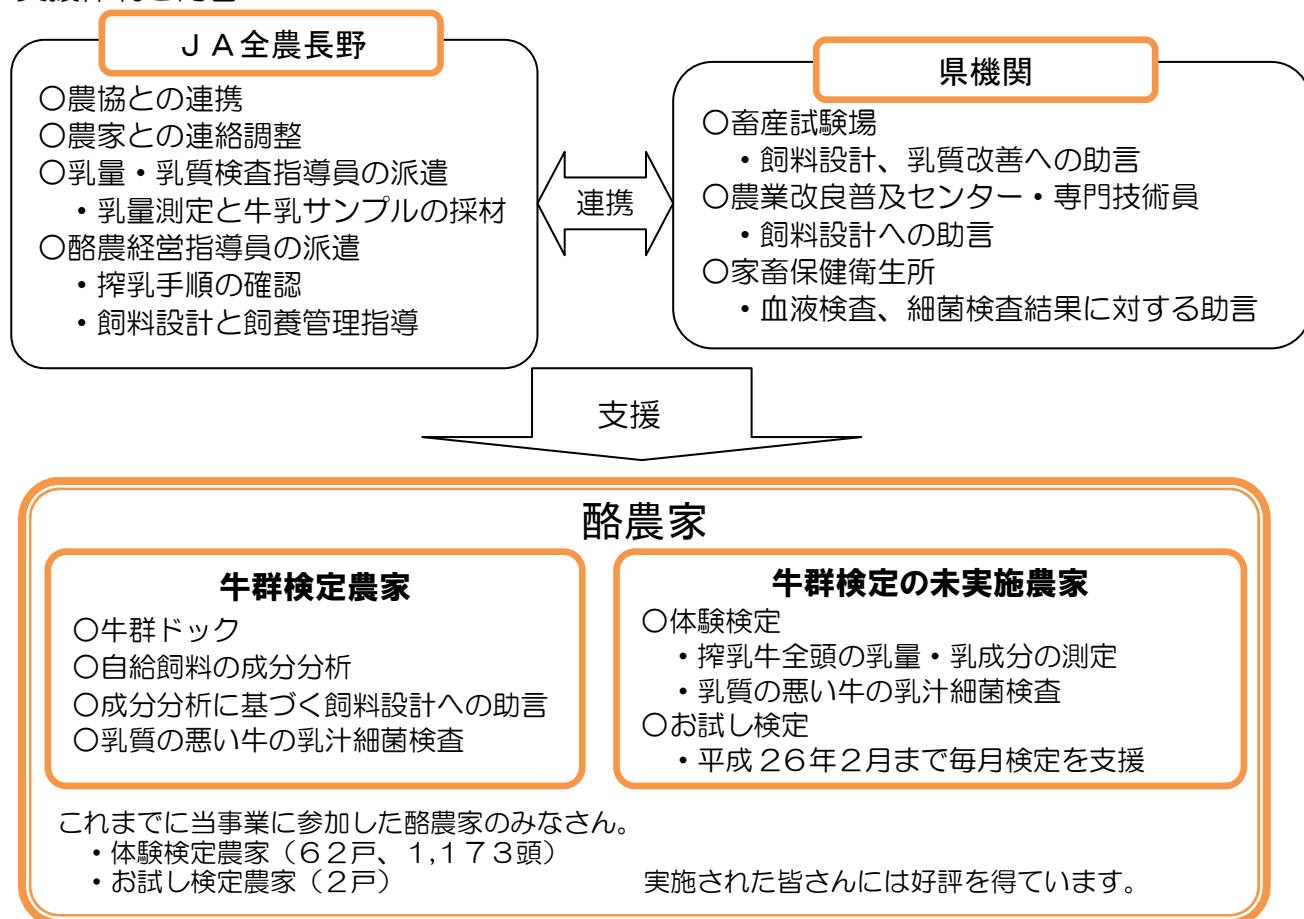 ＪＡ全農長野
○農協との連携
○農家との連絡調整
○乳量・乳質検査指導員の派遣
・乳量測定と牛乳サンプルの採材
○酪農経営指導員の派遣
・搾乳手順の確認
・飼料設計と飼養管理指導
連携
県機関
○畜産試験場
・飼料設計、乳質改善への助言
○農業改良普及センター・専門技術員
・飼料設計への助言
○家畜保健衛生所
・血液検査、細菌検査結果に対する助言
支援
酪農家
牛群検定農家
○牛群ドック
○自給飼料の成分分析
○成分分析に基づく飼料設計への助言
○乳質の悪い牛の乳汁細菌検査
牛群検定の未実施農家
○体験検定
・搾乳牛全頭の乳量・乳成分の測定
・乳質の悪い牛の乳汁細菌検査
○お試し検定
・平成２６年２月まで毎月検定を支援
これまでに当事業に参加した酪農家のみなさん。
・体験検定農家（６２戸、1,１７３頭）
・お試し検定農家（２戸）
実施された皆さんには好評を得ています。